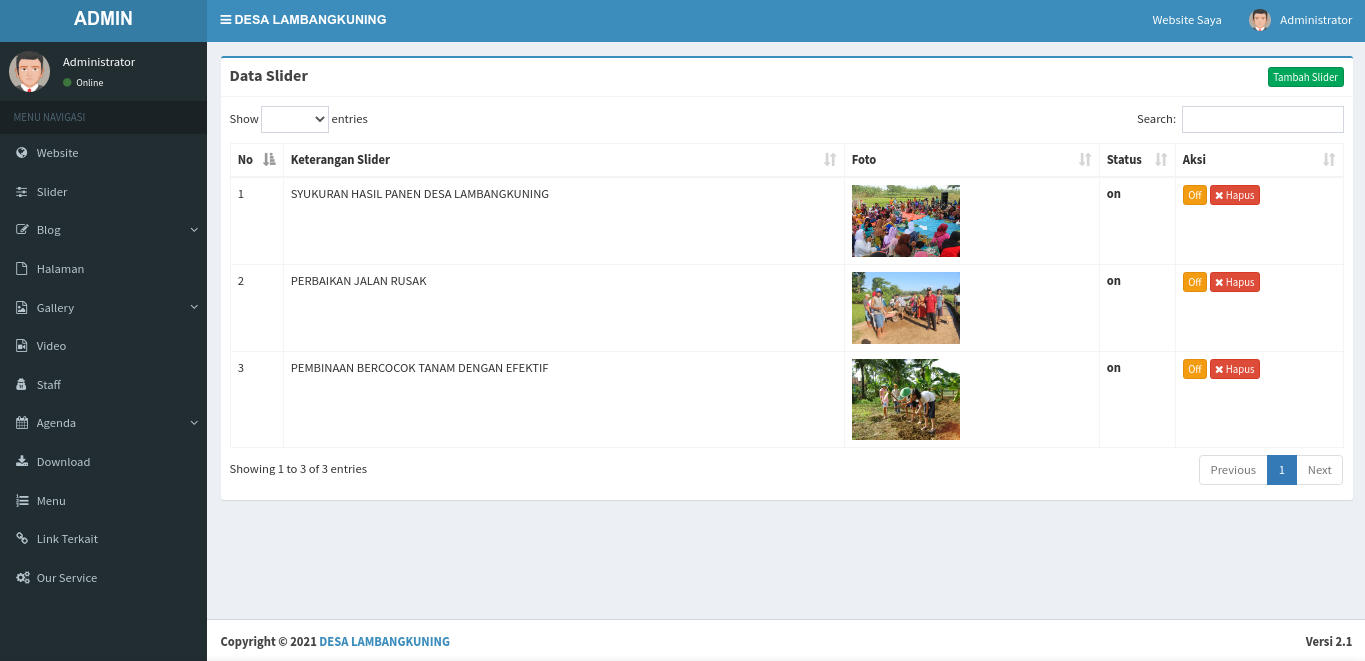 ADMIN
DESA LAMBANGKUNING
Website Saya
Administrator
Administrator
Online
MENU NAVIGASI
Website
Slider
Blog
Halaman
Gallery
Video
Staff
Agenda
Download
Menu
Link Terkait
Our Service
Data Slider
Tambah Slider
Show entries
Search:
No Keterangan Slider Foto Status Aksi
1 SYUKURAN HASIL PANEN DESA LAMBANGKUNING on Off Hapus
2 PERBAIKAN JALAN RUSAK on Off Hapus
3 PEMBINAAN BERCOCOK TANAM DENGAN EFEKTIF on Off Hapus
Showing 1 to 3 of 3 entries
Previous 1 Next
Copyright © 2021 DESA LAMBANGKUNING
Versi 2.1